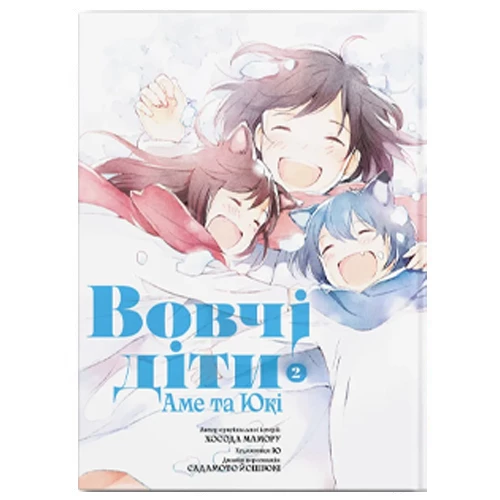 Вовчі
діти 2
Аме та Юкі
Автор оригінальної історії
ХОСОДА МАМОРУ
Художниця Ю
Дизайн персонажів
САДАМОТО ЙОШІЮКІ